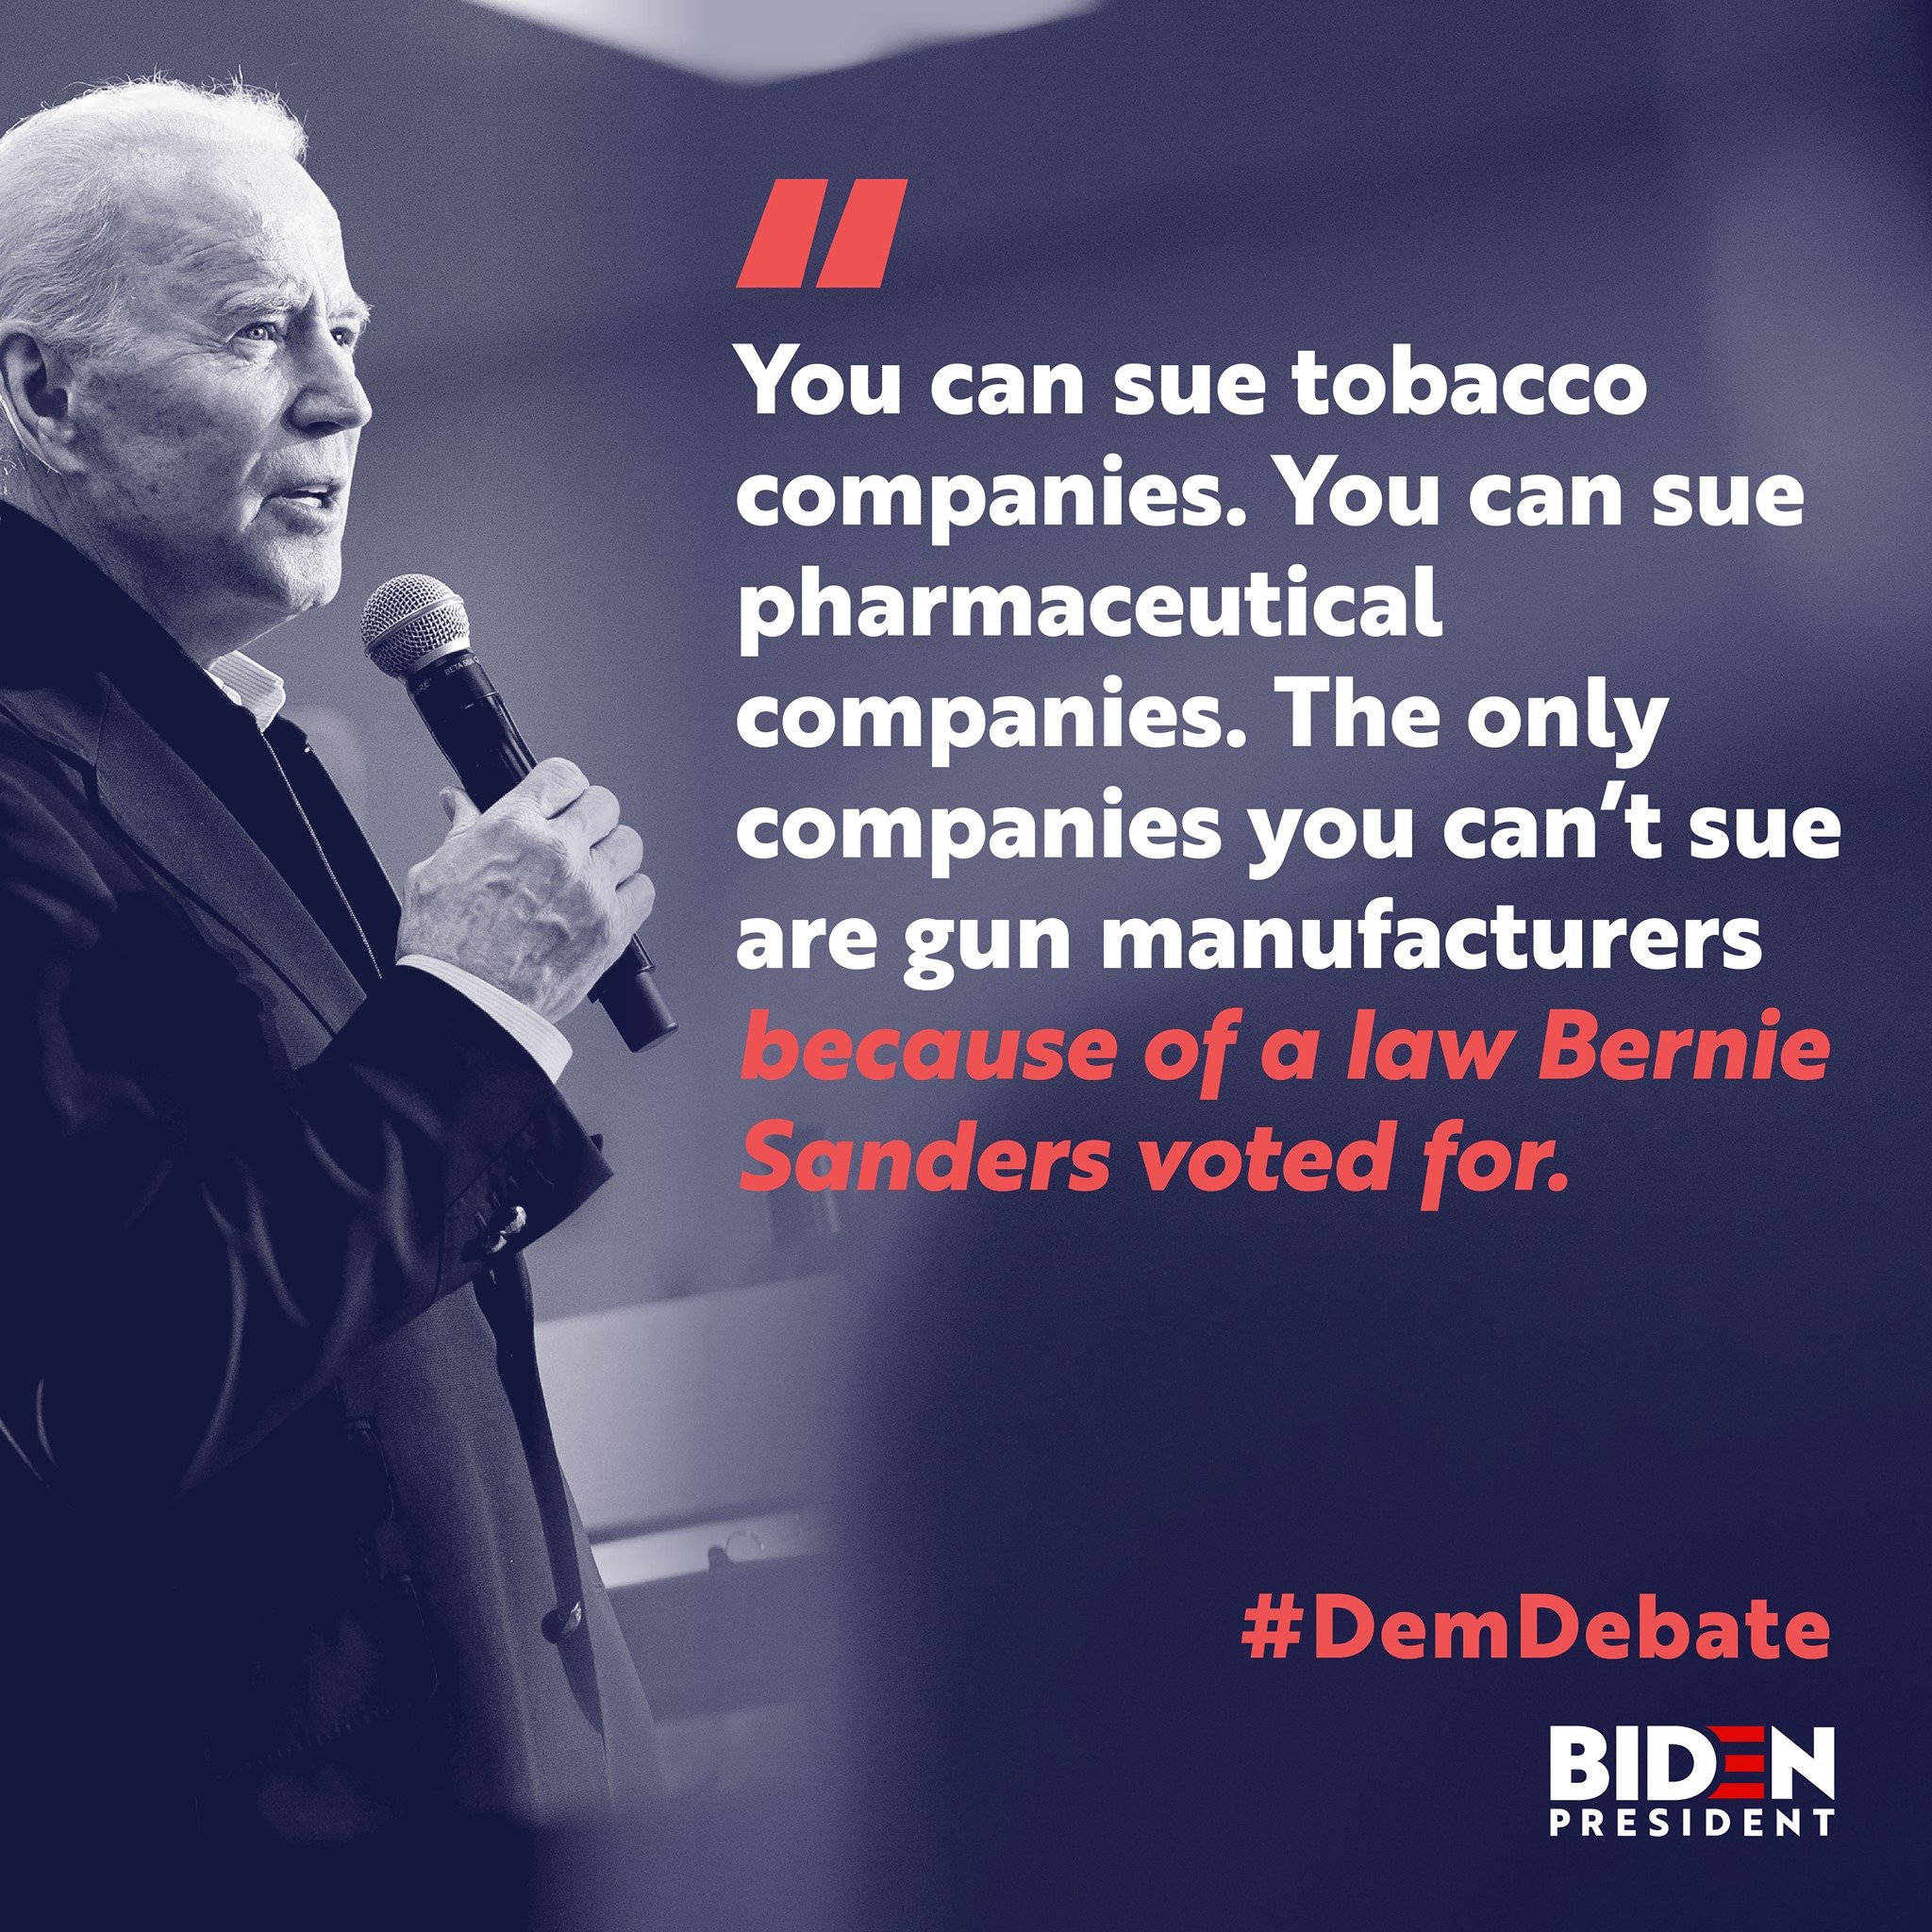 You can sue tobacco
companies. You can sue
pharmaceutical
companies. The only
companies you can’t sue
are gun manufacturers
because of a law Bernie
Sanders voted for.
#DemDebate
BIDEN
PRESIDENT